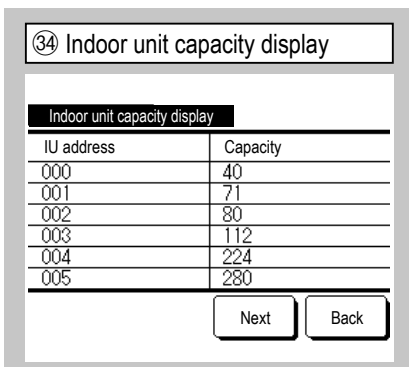 ㉞ Indoor unit capacity display
Indoor unit capacity display
IU address Capacity
000 40
001 71
002 80
003 112
004 224
005 280
Next Back